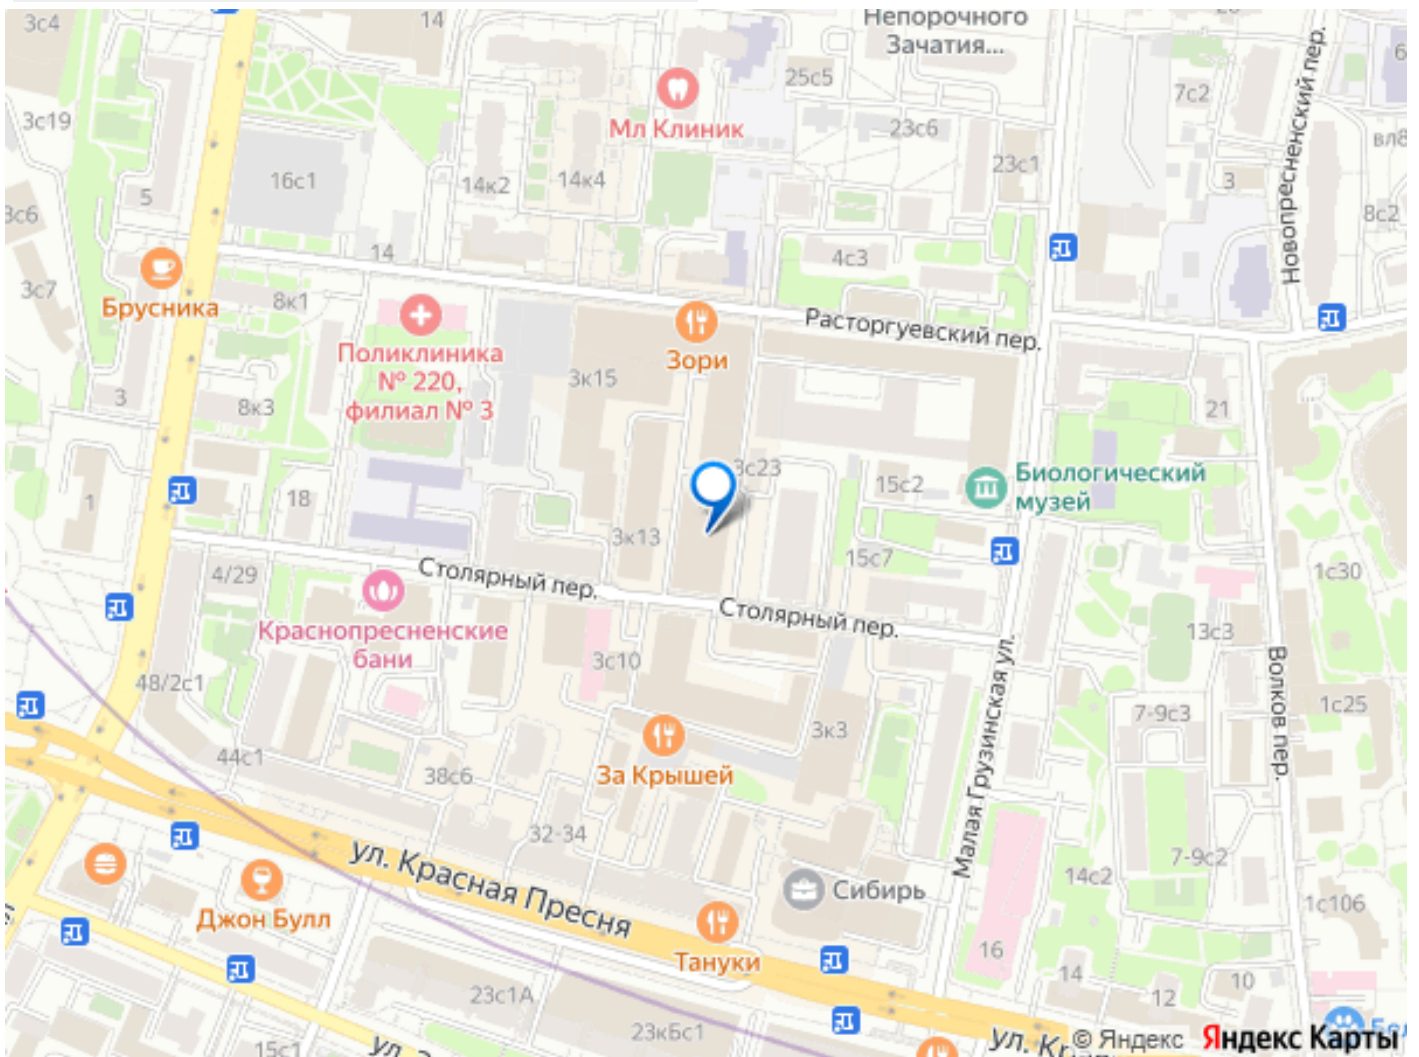 3с4
14
Непорочного
Зачатия...
25с5
7с2
3с19
Мл Клиник
23с6
23с1
Новопресненский пер.
16с1
14к2
14к4
3
5
3с6
8с2
14
4с3
3с7
Брусника
8к1
Расторгуевский пер.
Зори
Поликлиника
№ 220,
филиал № 3
3к15
3
8к3
21
3с23
Биологический
музей
15с2
1
18
3к13
15с7
4/29
Столярный пер.
Столярный пер.
1с30
Краснопресненские
бани
13с3
3с10
48/2с1
Малая Грузинская ул.
Волков пер.
1с25
7-9с3
3к3
44с1
38с6
За Крышей
32-34
ул. Красная Пресня
7-9с2
14с2
Сибирь
1с106
Джон Булл
Тануки
16
14
10
12
23с1А
23кБс1
15с1
© Яндекс
Яндекс Карты